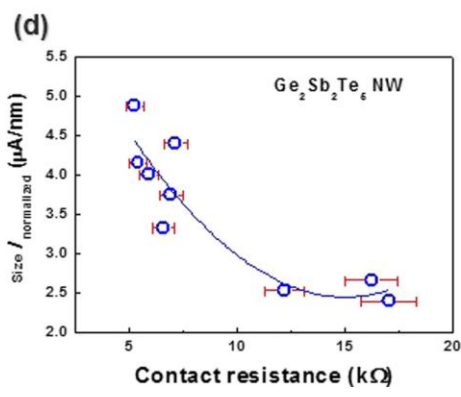 (d)
Ge2Sb2Te5 NW
Size I normalized (μA/nm)
5.5
5.0
4.5
4.0
3.5
3.0
2.5
2.0
5 10 15 20
Contact resistance (kΩ)